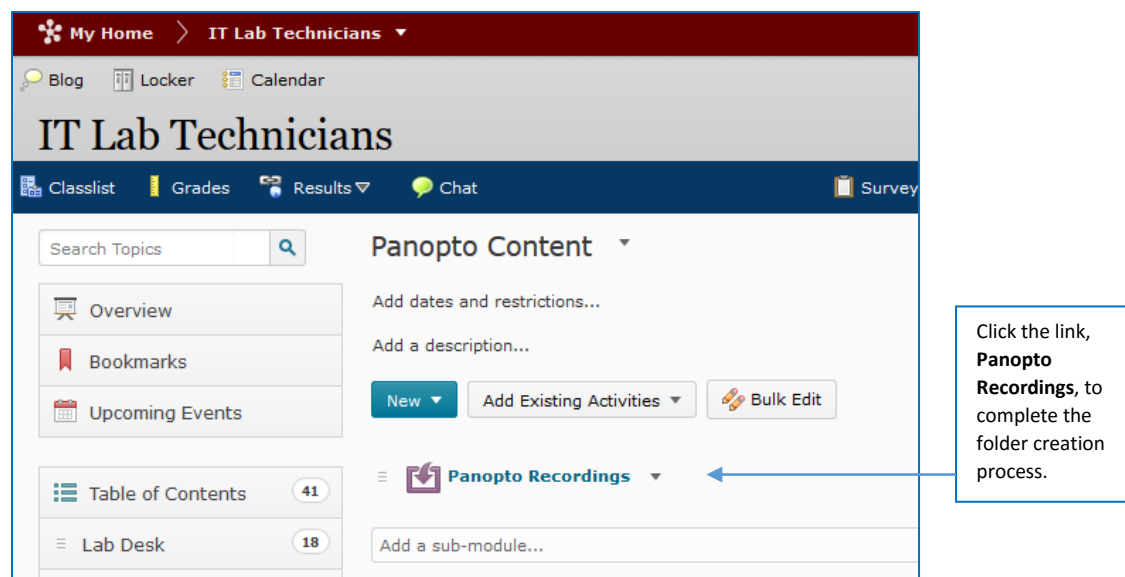 My Home IT Lab Technicians
Blog Locker Calendar
IT Lab Technicians
Classlist Grades Results Chat Survey
Search Topics
Overview
Bookmarks
Upcoming Events
Table of Contents 41
Lab Desk 18
Panopto Content
Add dates and restrictions...
Add a description...
New Add Existing Activities Bulk Edit
Panopto Recordings
Add a sub-module...
Click the link,
Panopto
Recordings, to
complete the
folder creation
process.